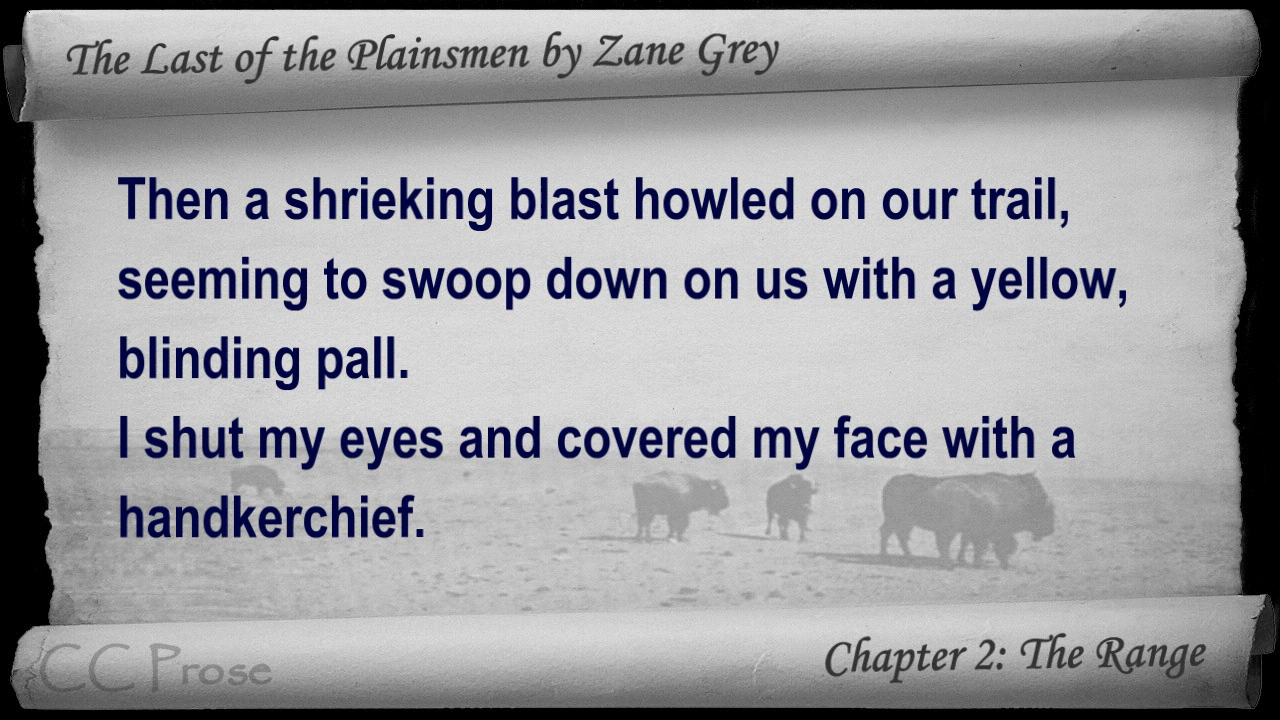 The Last of the Plainsmen by Zane Grey
Then a shrieking blast howled on our trail,
seeming to swoop down on us with a yellow,
blinding pall.
I shut my eyes and covered my face with a
handkerchief.
CC Prose
Chapter 2: The Range